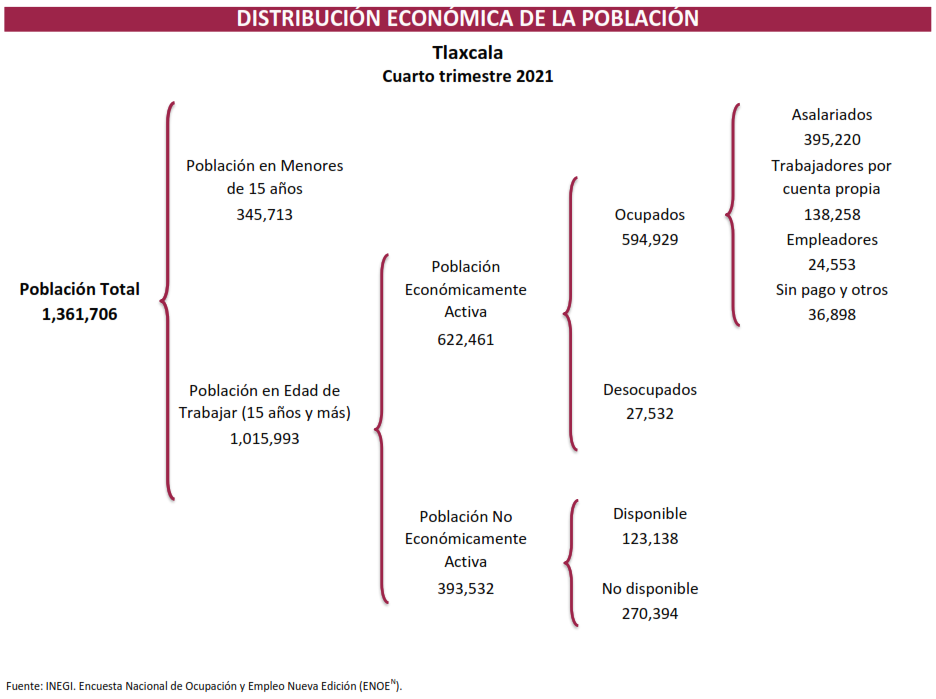 DISTRIBUCIÓN ECONÓMICA DE LA POBLACIÓN
Tlaxcala
Cuarto trimestre 2021
Población Total
1,361,706
Población en Menores
de 15 años
345,713
Población en Edad de
Trabajar (15 años y más)
1,015,993
Población
Económicamente
Activa
622,461
Población No
Económicamente
Activa
393,532
Ocupados
594,929
Desocupados
27,532
Disponible
123,138
No disponible
270,394
Asalariados
395,220
Trabajadores por
cuenta propia
138,258
Empleadores
24,553
Sin pago y otros
36,898
Fuente: INEGI. Encuesta Nacional de Ocupación y Empleo Nueva Edición (ENOEᴺ).